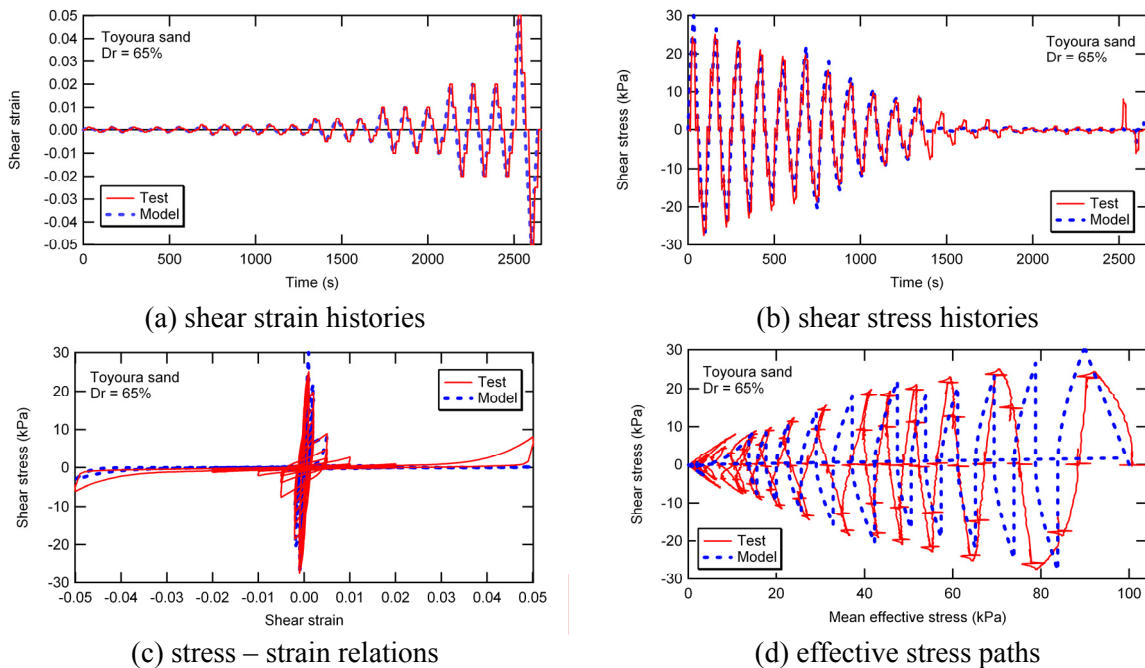 0.05
0.04
0.03
0.02
0.01
0.00
-0.01
-0.02
-0.03
-0.04
0.05
Shear strain
Toyoura sand
Dr = 65%
Test
Model
0 500 1000 1500 2000 2500
Time (s)
(a) shear strain histories
30
20
10
0
-10
-20
30
Shear stress (kPa)
Toyoura sand
Dr = 65%
Test
Model
0 500 1000 1500 2000 2500
Time (s)
(b) shear stress histories
30
20
10
0
-10
-20
-30
Shear stress (kPa)
Toyoura sand
Dr = 65%
Test
Model
-0.05 -0.04 -0.03 -0.02 -0.01 0.00 0.01 0.02 0.03 0.04 0.05
Shear strain
(c) stress – strain relations
30
20
10
0
-10
-20
-30
Shear stress (kPa)
Toyoura sand
Dr = 65%
Test
Model
0 20 40 60 80 100
Mean effective stress (kPa)
(d) effective stress paths